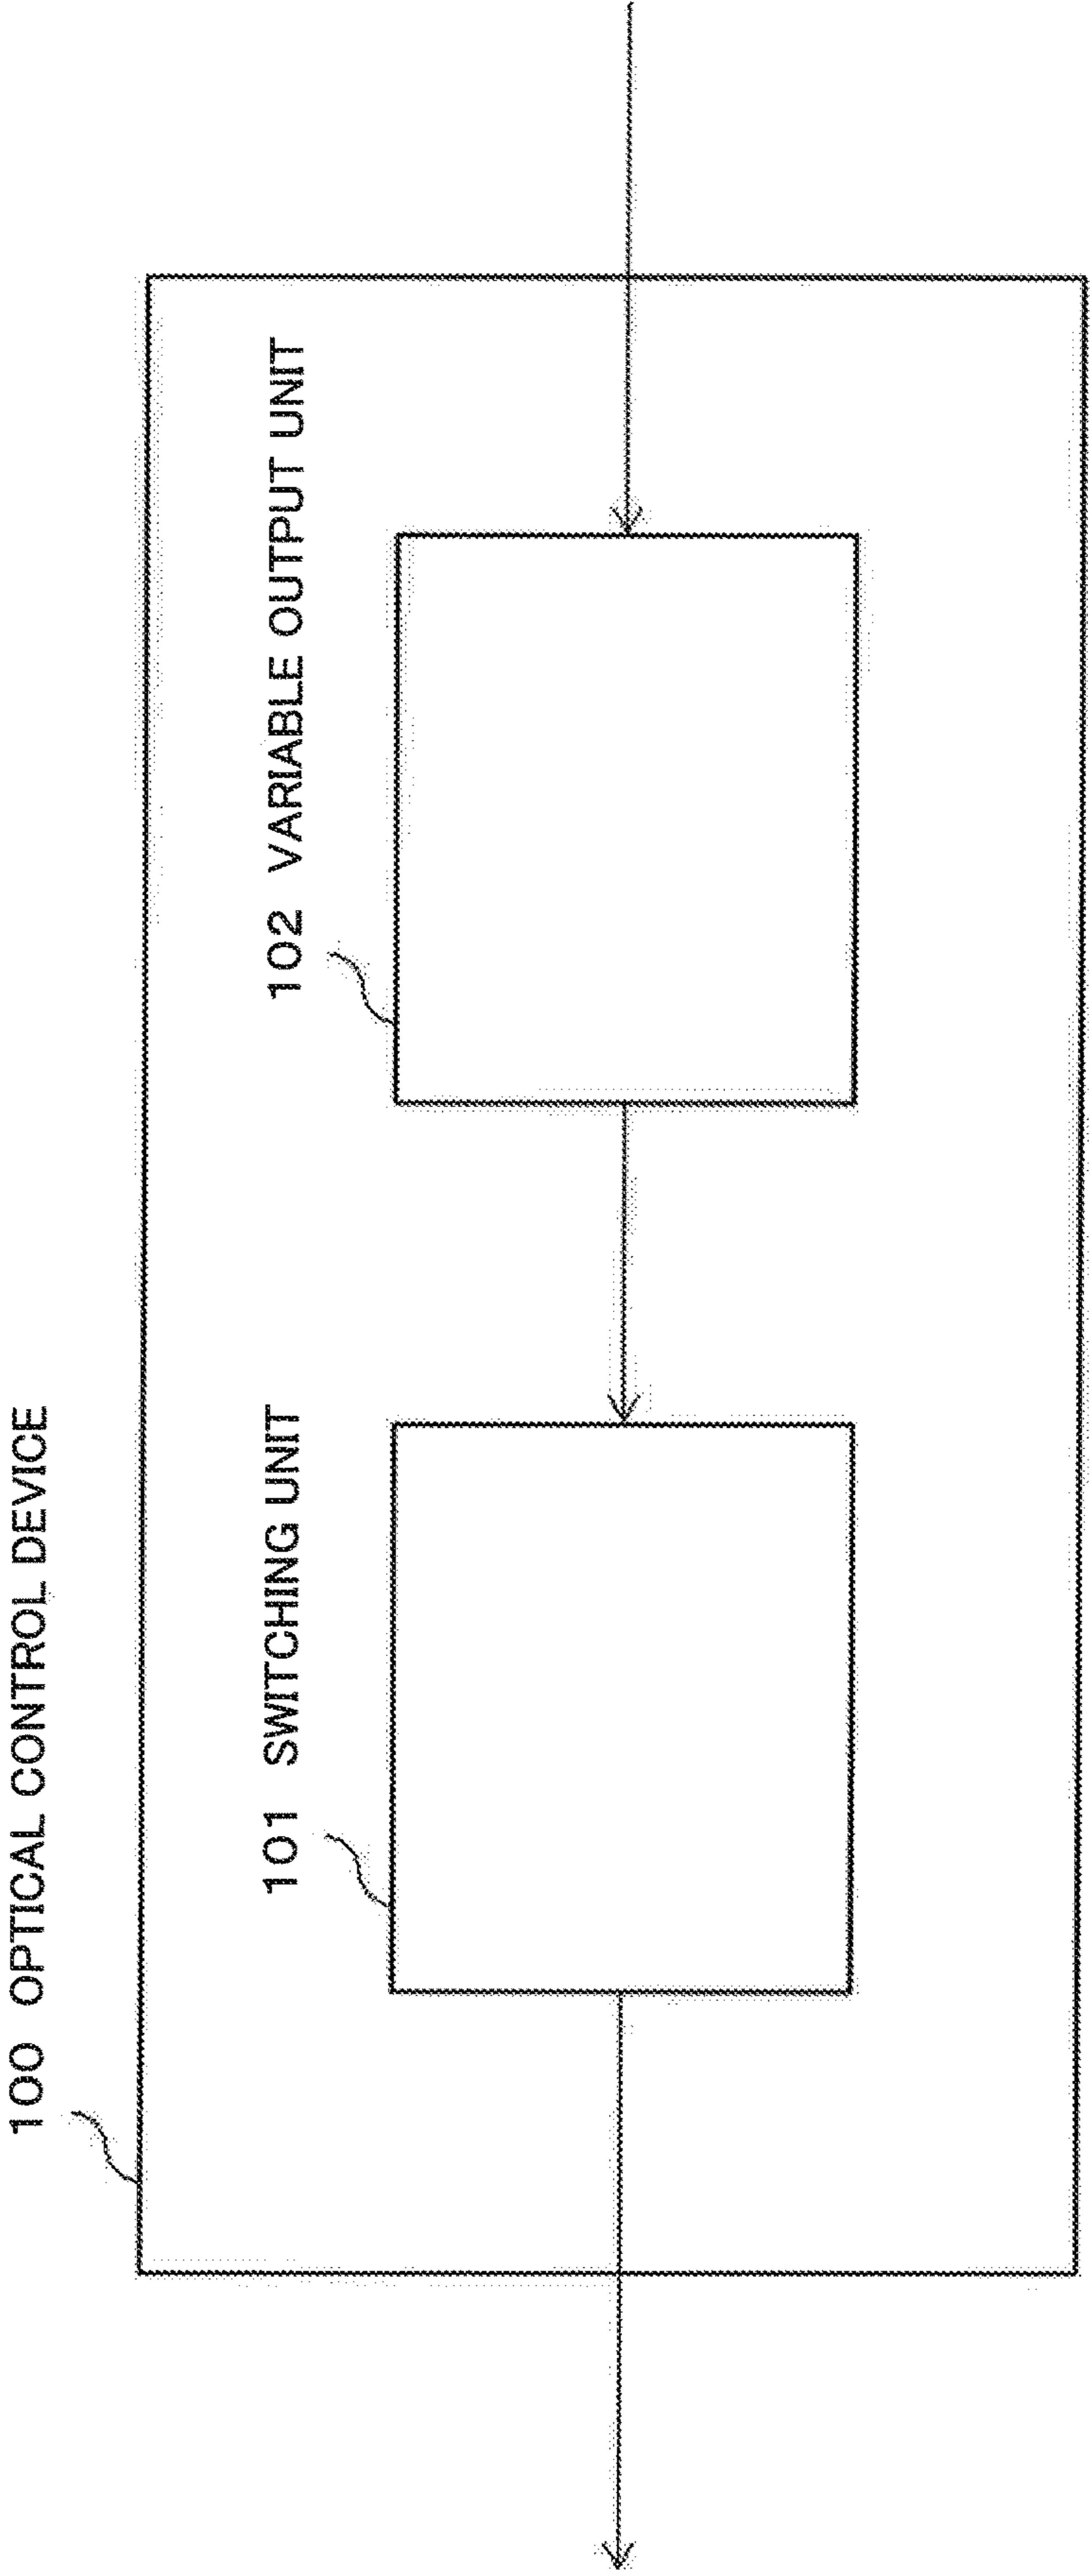 100 OPTICAL CONTROL DEVICE
101 SWITCHING UNIT
102 VARIABLE OUTPUT UNIT